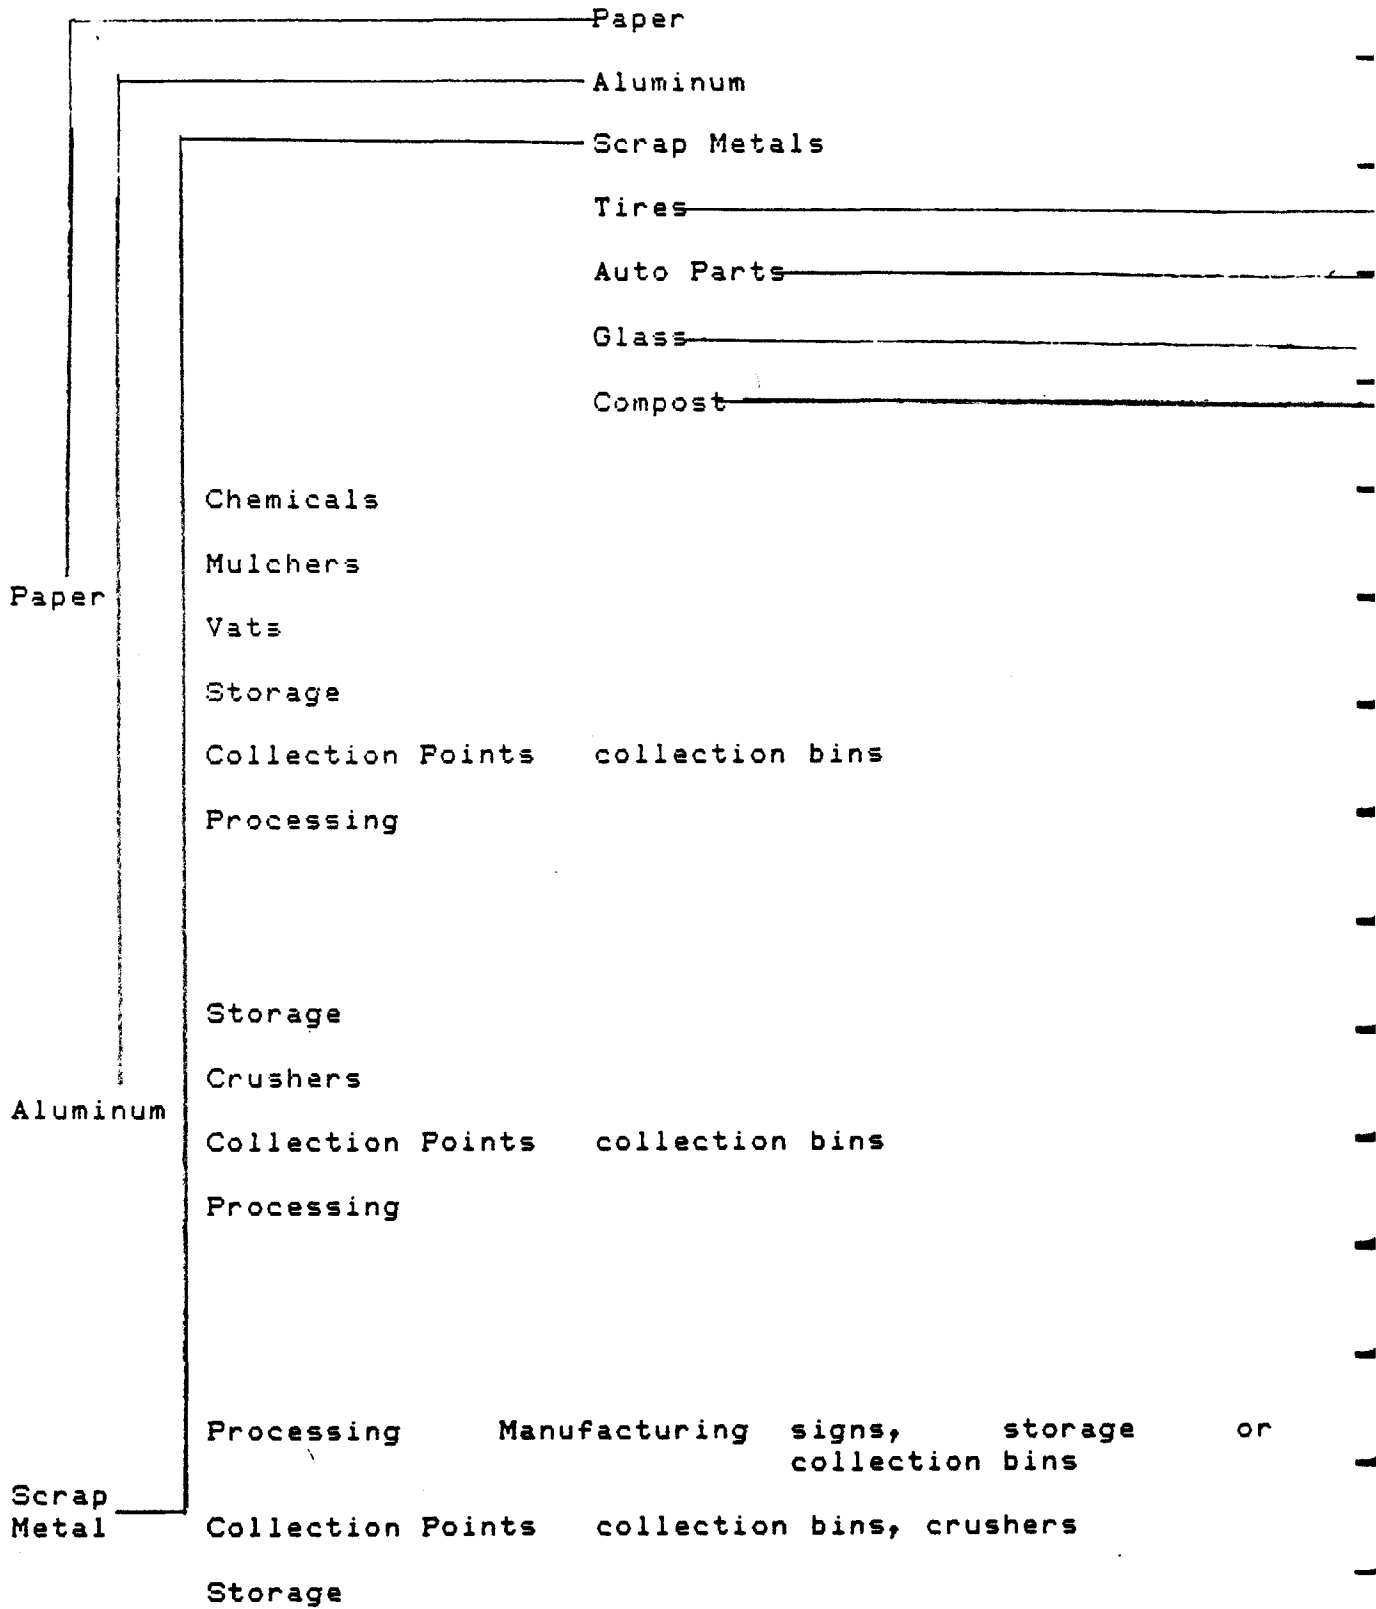 Paper
Aluminum
Scrap Metals
Tires
Auto Parts
Glass
Compost
Chemicals
Mulchers
Paper
Vats
Storage
Collection Points collection bins
Processing
Storage
Crushers
Aluminum
Collection Points collection bins
Processing
Processing Manufacturing signs, storage or
collection bins
Scrap
Metal Collection Points collection bins, crushers
Storage